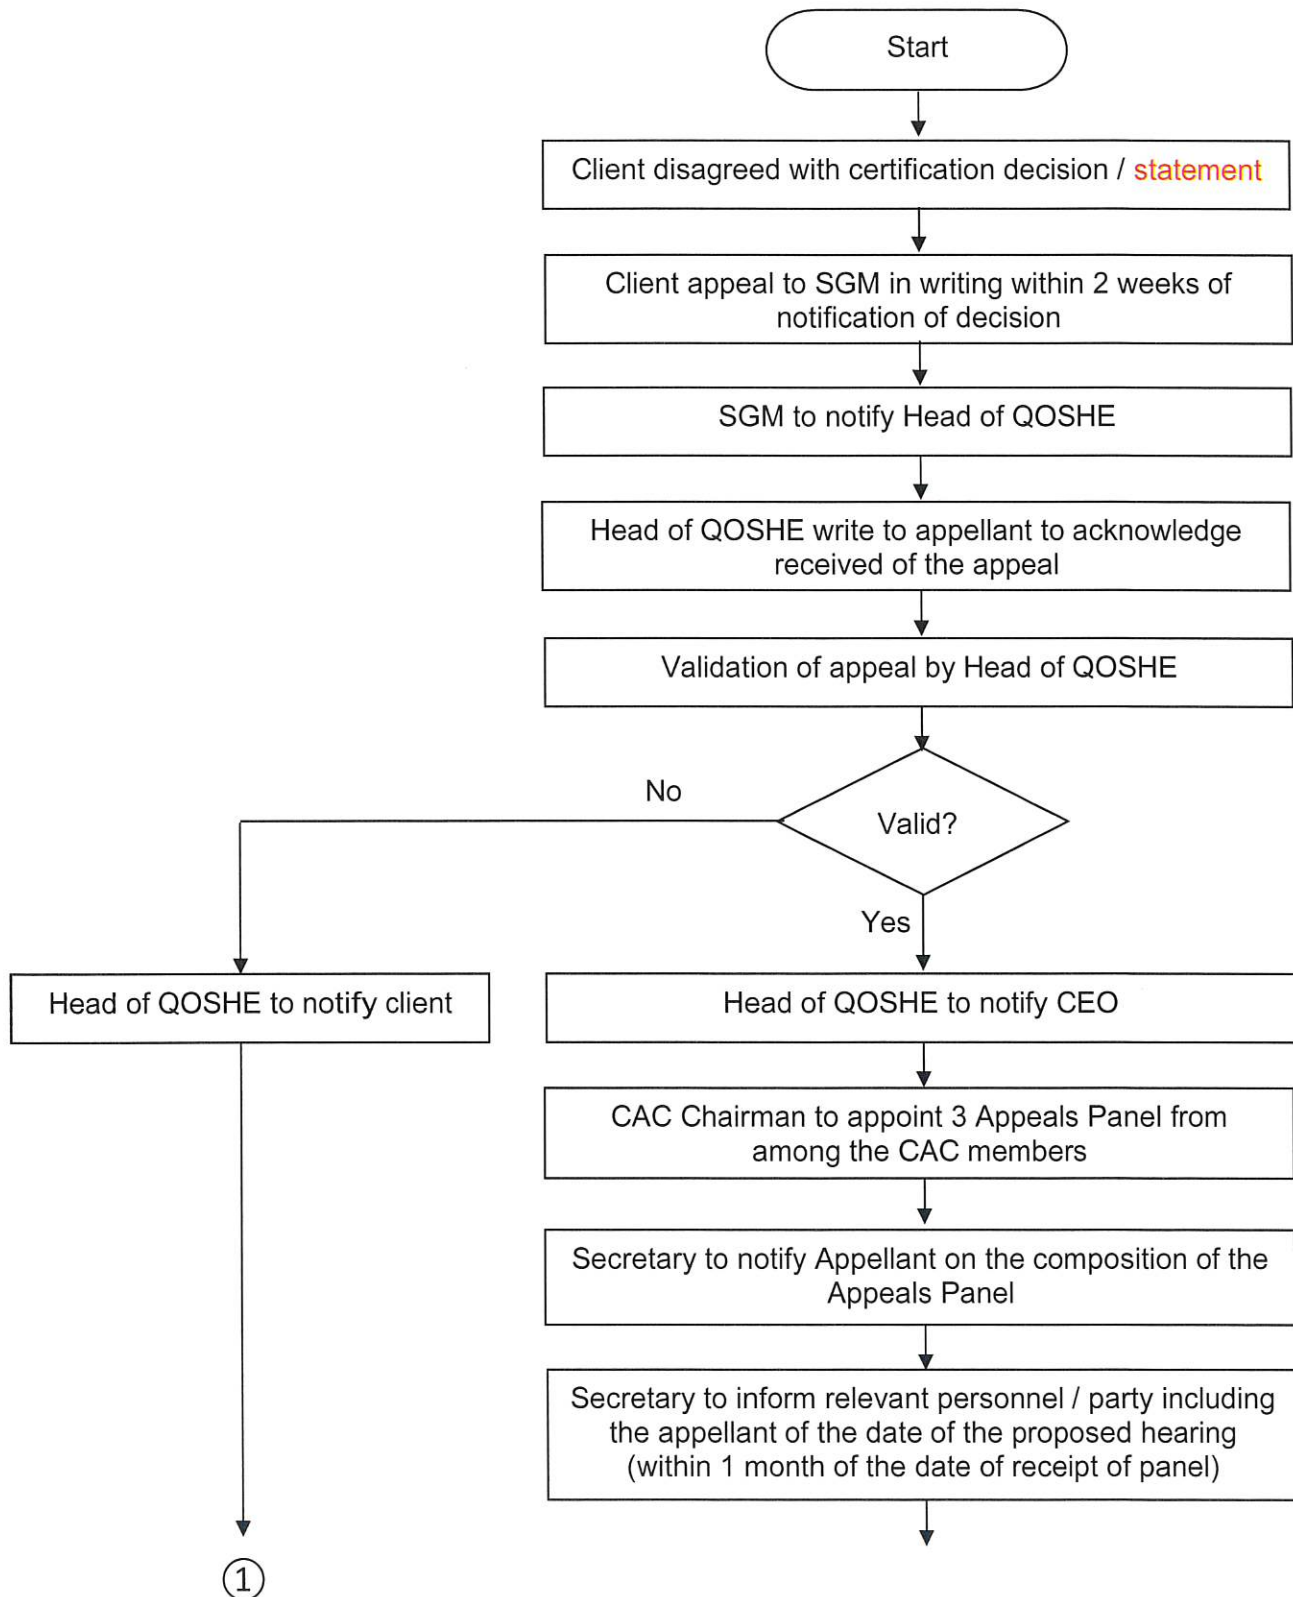 Start
Client disagreed with certification decision / statement
Client appeal to SGM in writing within 2 weeks of
notification of decision
SGM to notify Head of QOSHE
Head of QOSHE write to appellant to acknowledge
received of the appeal
Validation of appeal by Head of QOSHE
No
Valid?
Yes
Head of QOSHE to notify client
Head of QOSHE to notify CEO
CAC Chairman to appoint 3 Appeals Panel from
among the CAC members
Secretary to notify Appellant on the composition of the
Appeals Panel
Secretary to inform relevant personnel / party including
the appellant of the date of the proposed hearing
(within 1 month of the date of receipt of panel)
1